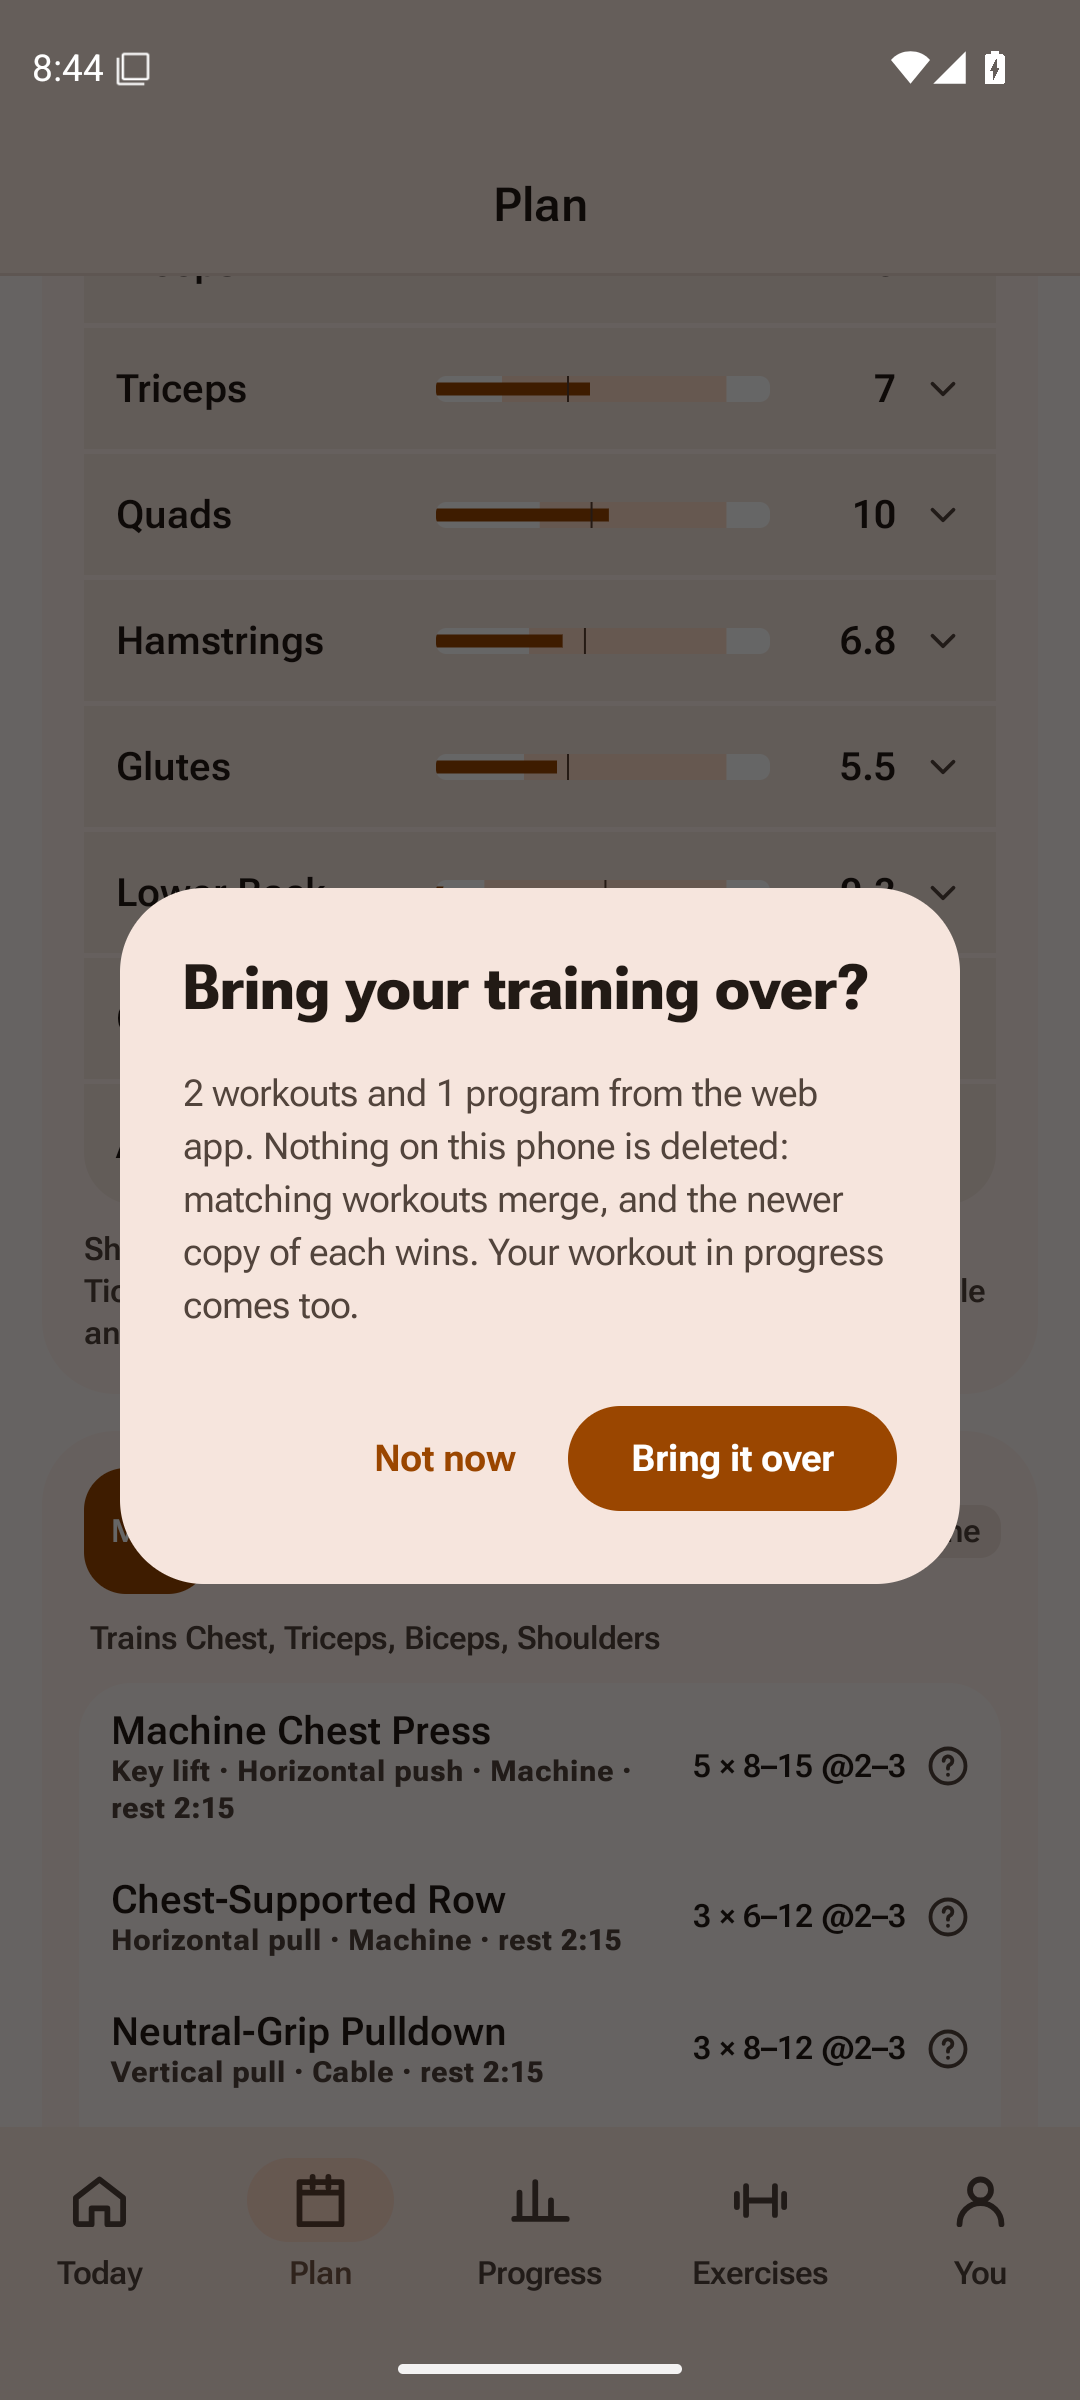 8:44
Plan
Triceps 7
Quads 10
Hamstrings 6.8
Glutes 5.5
Bring your training over?
2 workouts and 1 program from the web
app. Nothing on this phone is deleted:
matching workouts merge, and the newer
copy of each wins. Your workout in progress
comes too.
Not now Bring it over
Trains Chest, Triceps, Biceps, Shoulders
Machine Chest Press
Key lift · Horizontal push · Machine ·
rest 2:15
5 × 8–15 @2–3
Chest-Supported Row
Horizontal pull · Machine · rest 2:15
3 × 6–12 @2–3
Neutral-Grip Pulldown
Vertical pull · Cable · rest 2:15
3 × 8–12 @2–3
Today Plan Progress Exercises You